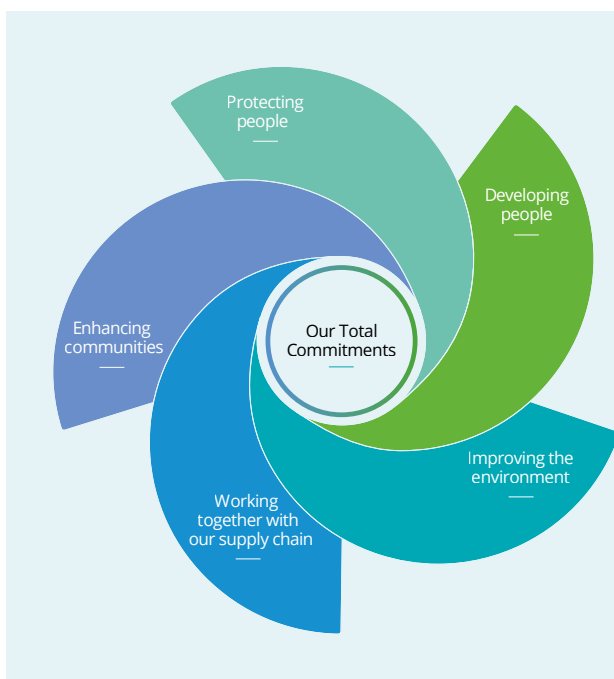 Protecting
people
Developing
people
Improving the
environment
Working
together with
our supply chain
Enhancing
communities
Our Total
Commitments